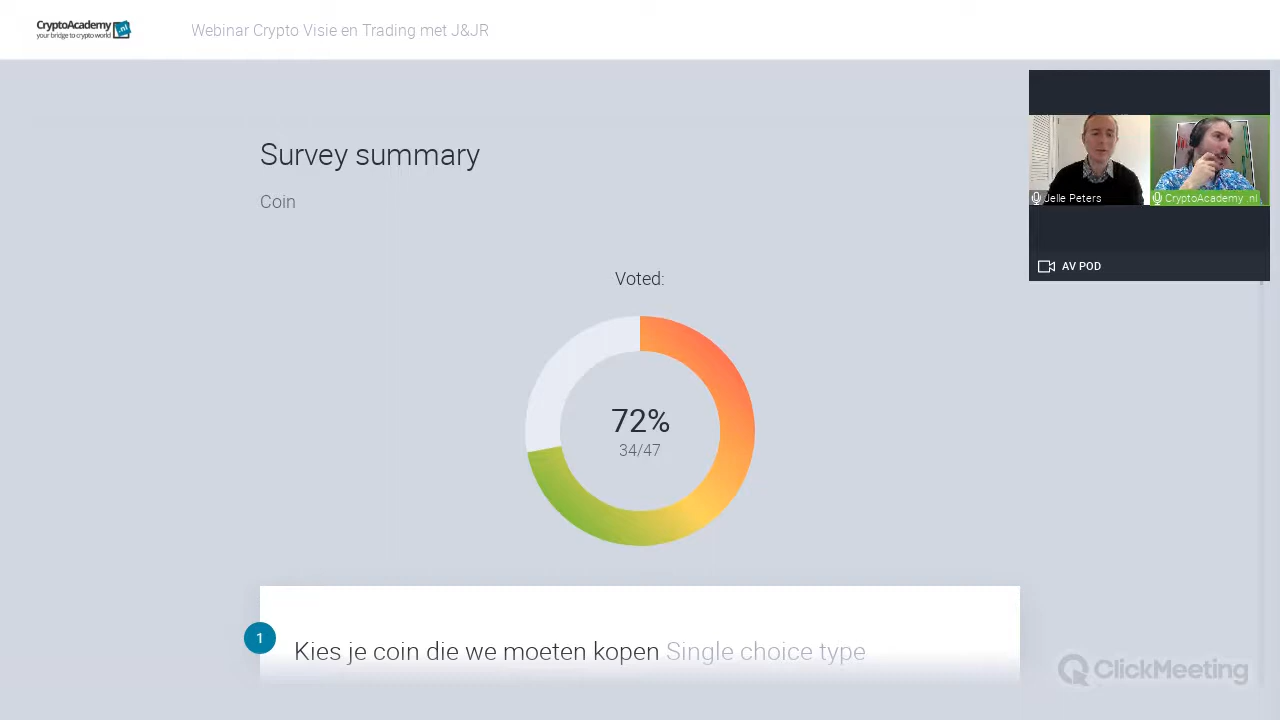 CryptoAcademy .nl
your bridge to crypto world
Webinar Crypto Visie en Trading met J&JR
Survey summary
Coin
Jelle Peters
CryptoAcademy .nl
AV POD
Voted:
72%
34/47
1
Kies je coin die we moeten kopen Single choice type
ClickMeeting